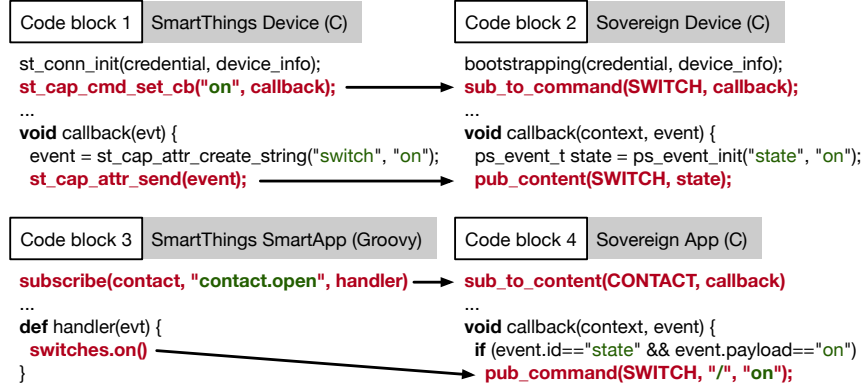 Code block 1 SmartThings Device (C)
st_conn_init(credential, device_info);
st_cap_cmd_set_cb("on", callback);
...
void callback(evt) {
event = st_cap_attr_create_string("switch", "on");
st_cap_attr_send(event);
Code block 2 Sovereign Device (C)
bootstrapping(credential, device_info);
sub_to_command(SWITCH, callback);
...
void callback(context, event) {
ps_event_t state = ps_event_init("state", "on");
pub_content(SWITCH, state);
Code block 3 SmartThings SmartApp (Groovy)
subscribe(contact, "contact.open", handler)
...
def handler(evt) {
switches.on()
}
Code block 4 Sovereign App (C)
sub_to_content(CONTACT, callback)
...
void callback(context, event) {
if (event.id=="state" && event.payload=="on")
pub_command(SWITCH, "/", "on");